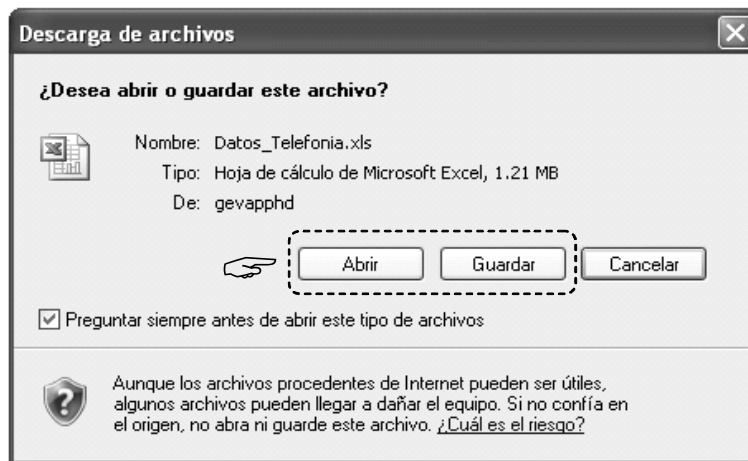 Descarga de archivos
¿Desea abrir o guardar este archivo?
Nombre: Datos_Telefonia.xls
Tipo: Hoja de cálculo de Microsoft Excel, 1.21 MB
De: gevapphd
Abrir Guardar Cancelar
Preguntar siempre antes de abrir este tipo de archivos
Aunque los archivos procedentes de Internet pueden ser útiles,
algunos archivos pueden llegar a dañar el equipo. Si no confía en
el origen, no abra ni guarde este archivo. ¿Cuál es el riesgo?